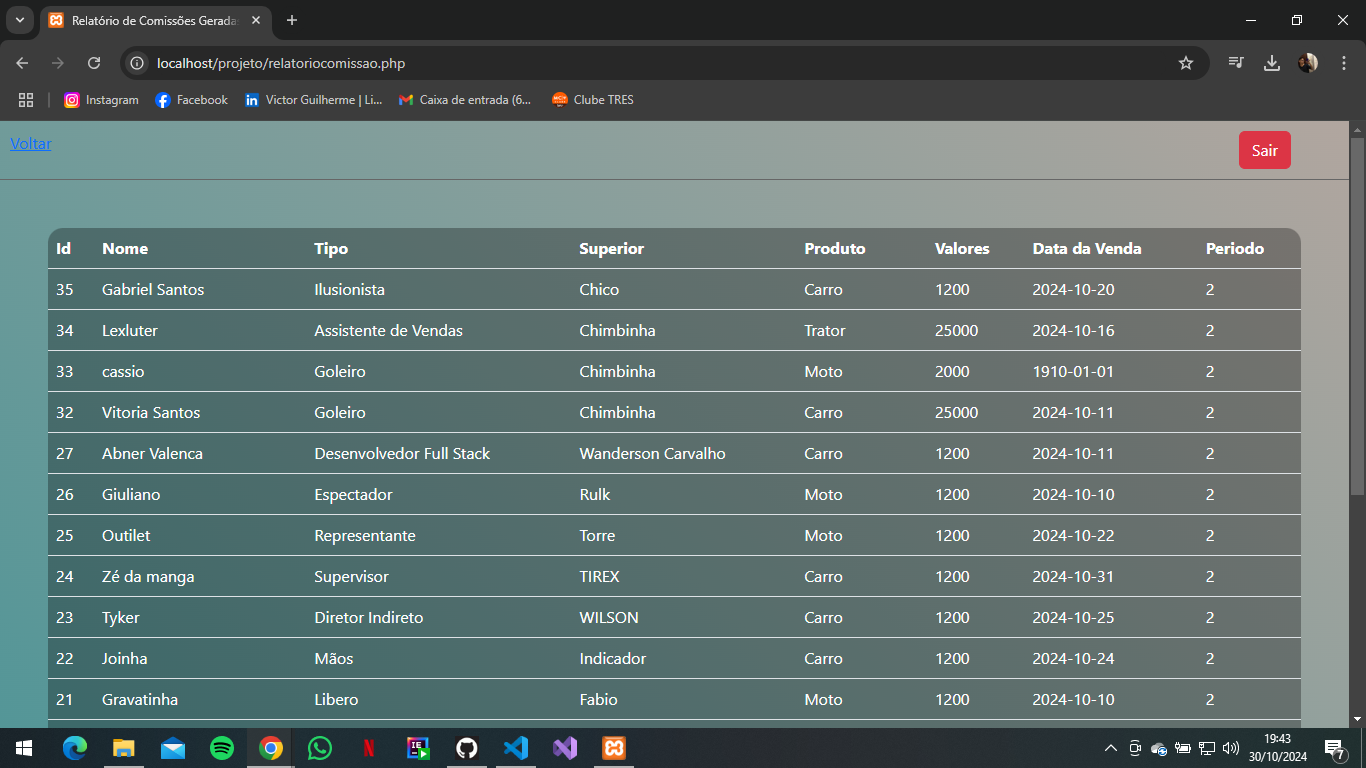 Relatório de Comissões Geradas
localhost/projeto/relatoriocomissao.php
Instagram Facebook Victor Guilherme | Li... Caixa de entrada (6... Clube TRES
Voltar Sair
Id Nome Tipo Superior Produto Valores Data da Venda Periodo
35 Gabriel Santos Ilusionista Chico Carro 1200 2024-10-20 2
34 Lexluter Assistente de Vendas Chimbinha Trator 25000 2024-10-16 2
33 cassio Goleiro Chimbinha Moto 2000 1910-01-01 2
32 Vitoria Santos Goleiro Chimbinha Carro 25000 2024-10-11 2
27 Abner Valenca Desenvolvedor Full Stack Wanderson Carvalho Carro 1200 2024-10-11 2
26 Giuliano Espectador Rulk Moto 1200 2024-10-10 2
25 Outilet Representante Torre Moto 1200 2024-10-22 2
24 Zé da manga Supervisor TIREX Carro 1200 2024-10-31 2
23 Tyker Diretor Indireto WILSON Carro 1200 2024-10-25 2
22 Joinha Mãos Indicador Carro 1200 2024-10-24 2
21 Gravatinha Libero Fabio Moto 1200 2024-10-10 2
19:43
30/10/2024
7